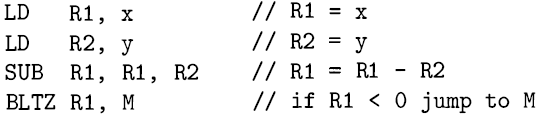 LD R1, x // R1 = x
LD R2, y // R2 = y
SUB R1, R1, R2 // R1 = R1 - R2
BLTZ R1, M // if R1 < 0 jump to M